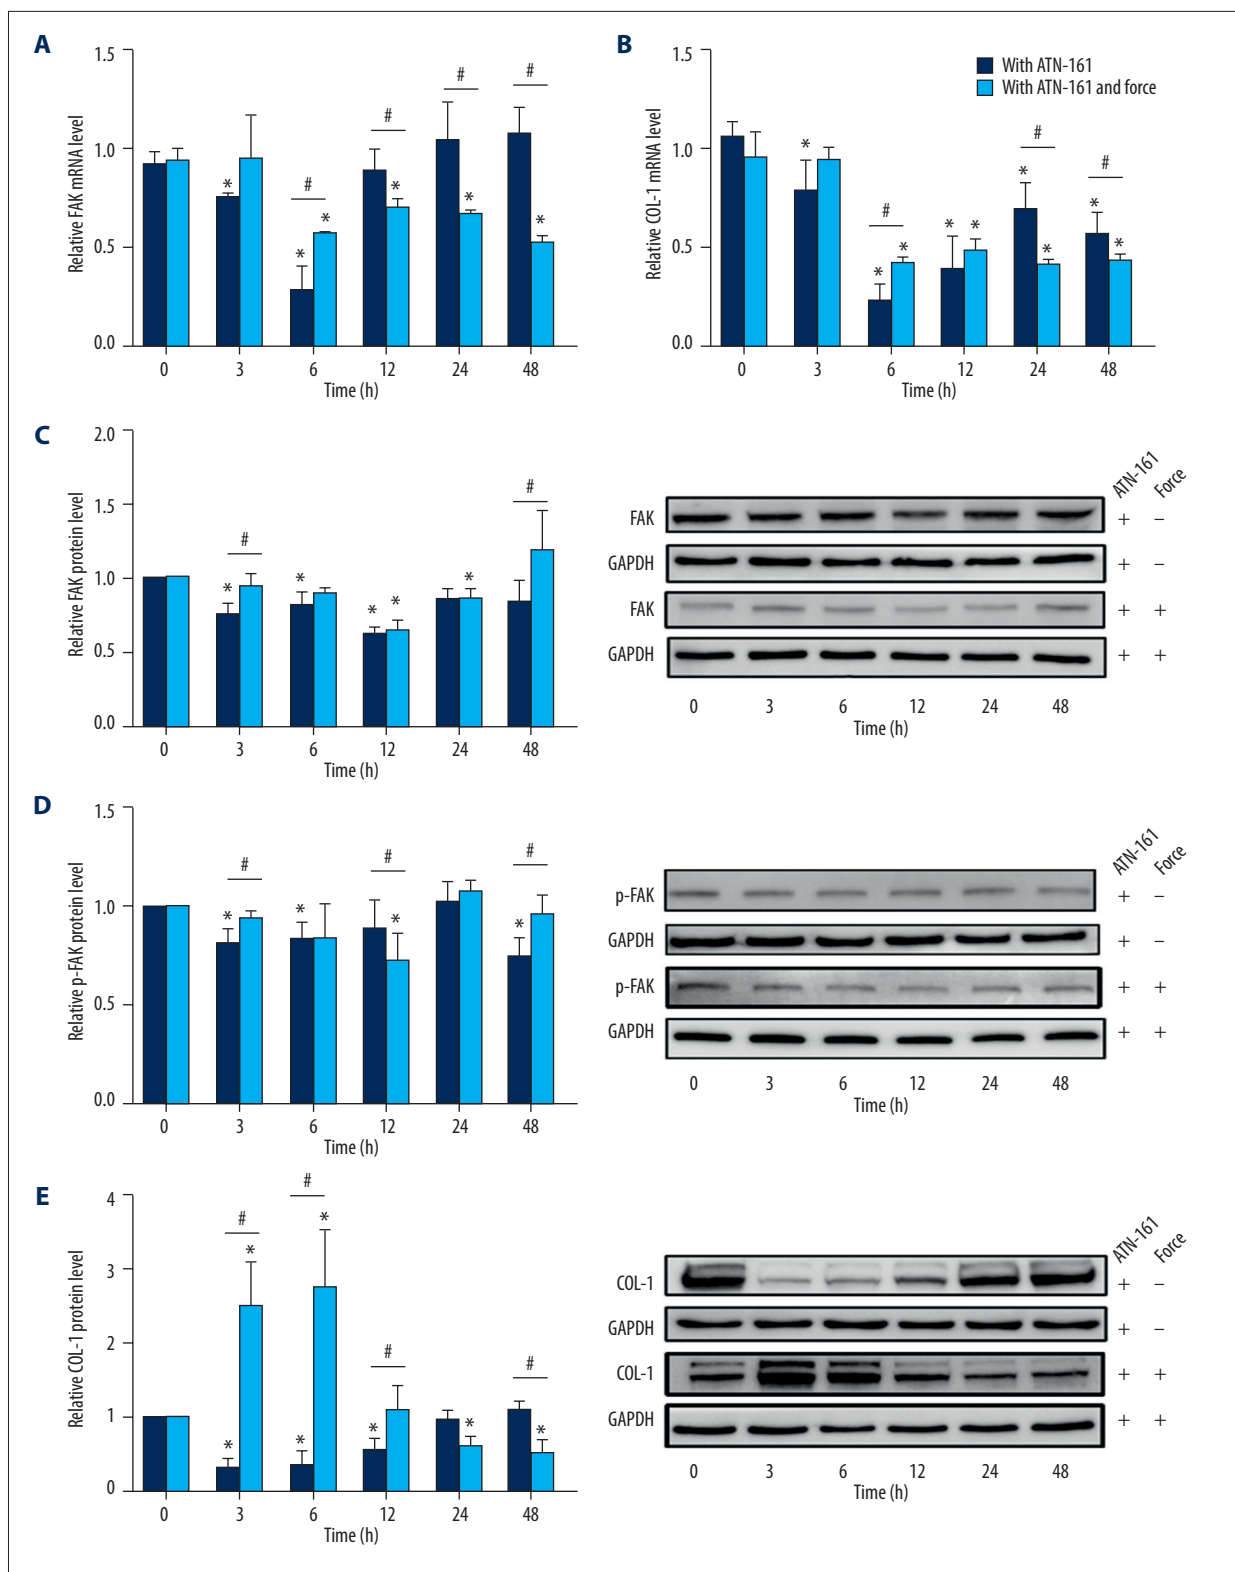 A
1.5
1.0
0.5
0.0
Relative FAK mRNA level
* # * * # * # * # * #
0 3 6 12 24 48
Time (h)
B
1.5
1.0
0.5
0.0
Relative COL-1 mRNA level
With ATN-161
With ATN-161 and force
* * # * * * * # * * # *
0 3 6 12 24 48
Time (h)
C
2.0
1.5
1.0
0.5
0.0
Relative FAK protein level
* # * * * * #
0 3 6 12 24 48
Time (h)
ATN-161 Force
FAK + –
GAPDH + –
FAK + +
GAPDH + +
0 3 6 12 24 48
Time (h)
D
1.5
1.0
0.5
0.0
Relative p-FAK protein level
* # * # * * #
0 3 6 12 24 48
Time (h)
ATN-161 Force
p-FAK + –
GAPDH + –
p-FAK + +
GAPDH + +
0 3 6 12 24 48
Time (h)
E
4
3
2
1
0
Relative COL-1 protein level
* # * * # * * # * # *
0 3 6 12 24 48
Time (h)
ATN-161 Force
COL-1 + –
GAPDH + –
COL-1 + +
GAPDH + +
0 3 6 12 24 48
Time (h)